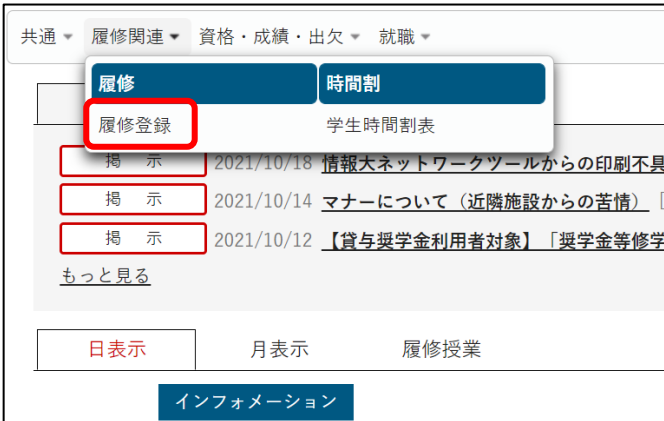 共通 履修関連 資格・成績・出欠 就職
履修 時間割
履修登録 学生時間割表
掲 示 2021/10/18 情報大ネットワークツールからの印刷不具
掲 示 2021/10/14 マナーについて（近隣施設からの苦情）［
掲 示 2021/10/12 【貸与奨学金利用者対象】「奨学金等修学
もっと見る
日表示 月表示 履修授業
インフォメーション